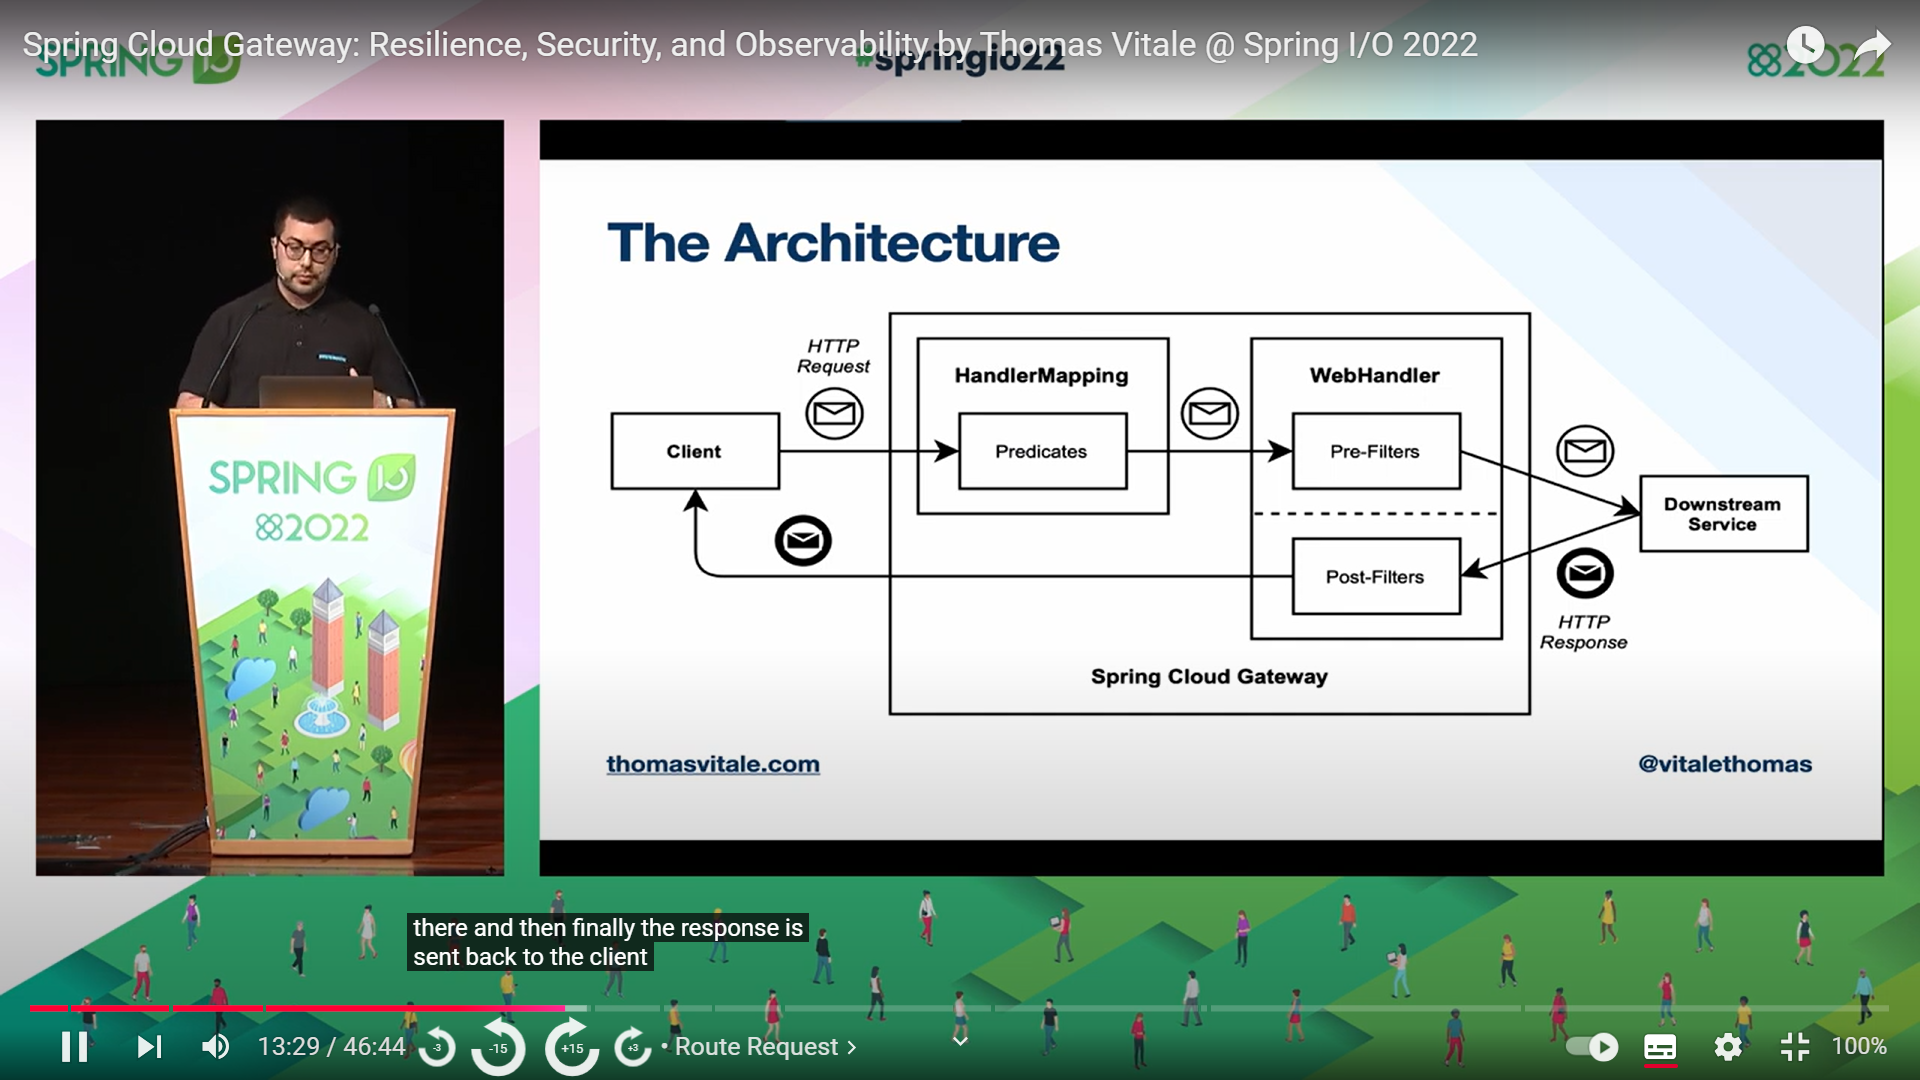 Spring Cloud Gateway: Resilience, Security, and Observability by Thomas Vitale @ Spring I/O 2022
SPRING IO
#springio22
2022
The Architecture
HTTP
Request
HandlerMapping
WebHandler
Client
Predicates
Pre-Filters
Downstream
Service
Post-Filters
HTTP
Response
Spring Cloud Gateway
thomasvitale.com
@vitalethomas
SPRING IO
2022
there and then finally the response is
sent back to the client
13:29 / 46:44
-3
-15
+15
+3
• Route Request >
100%